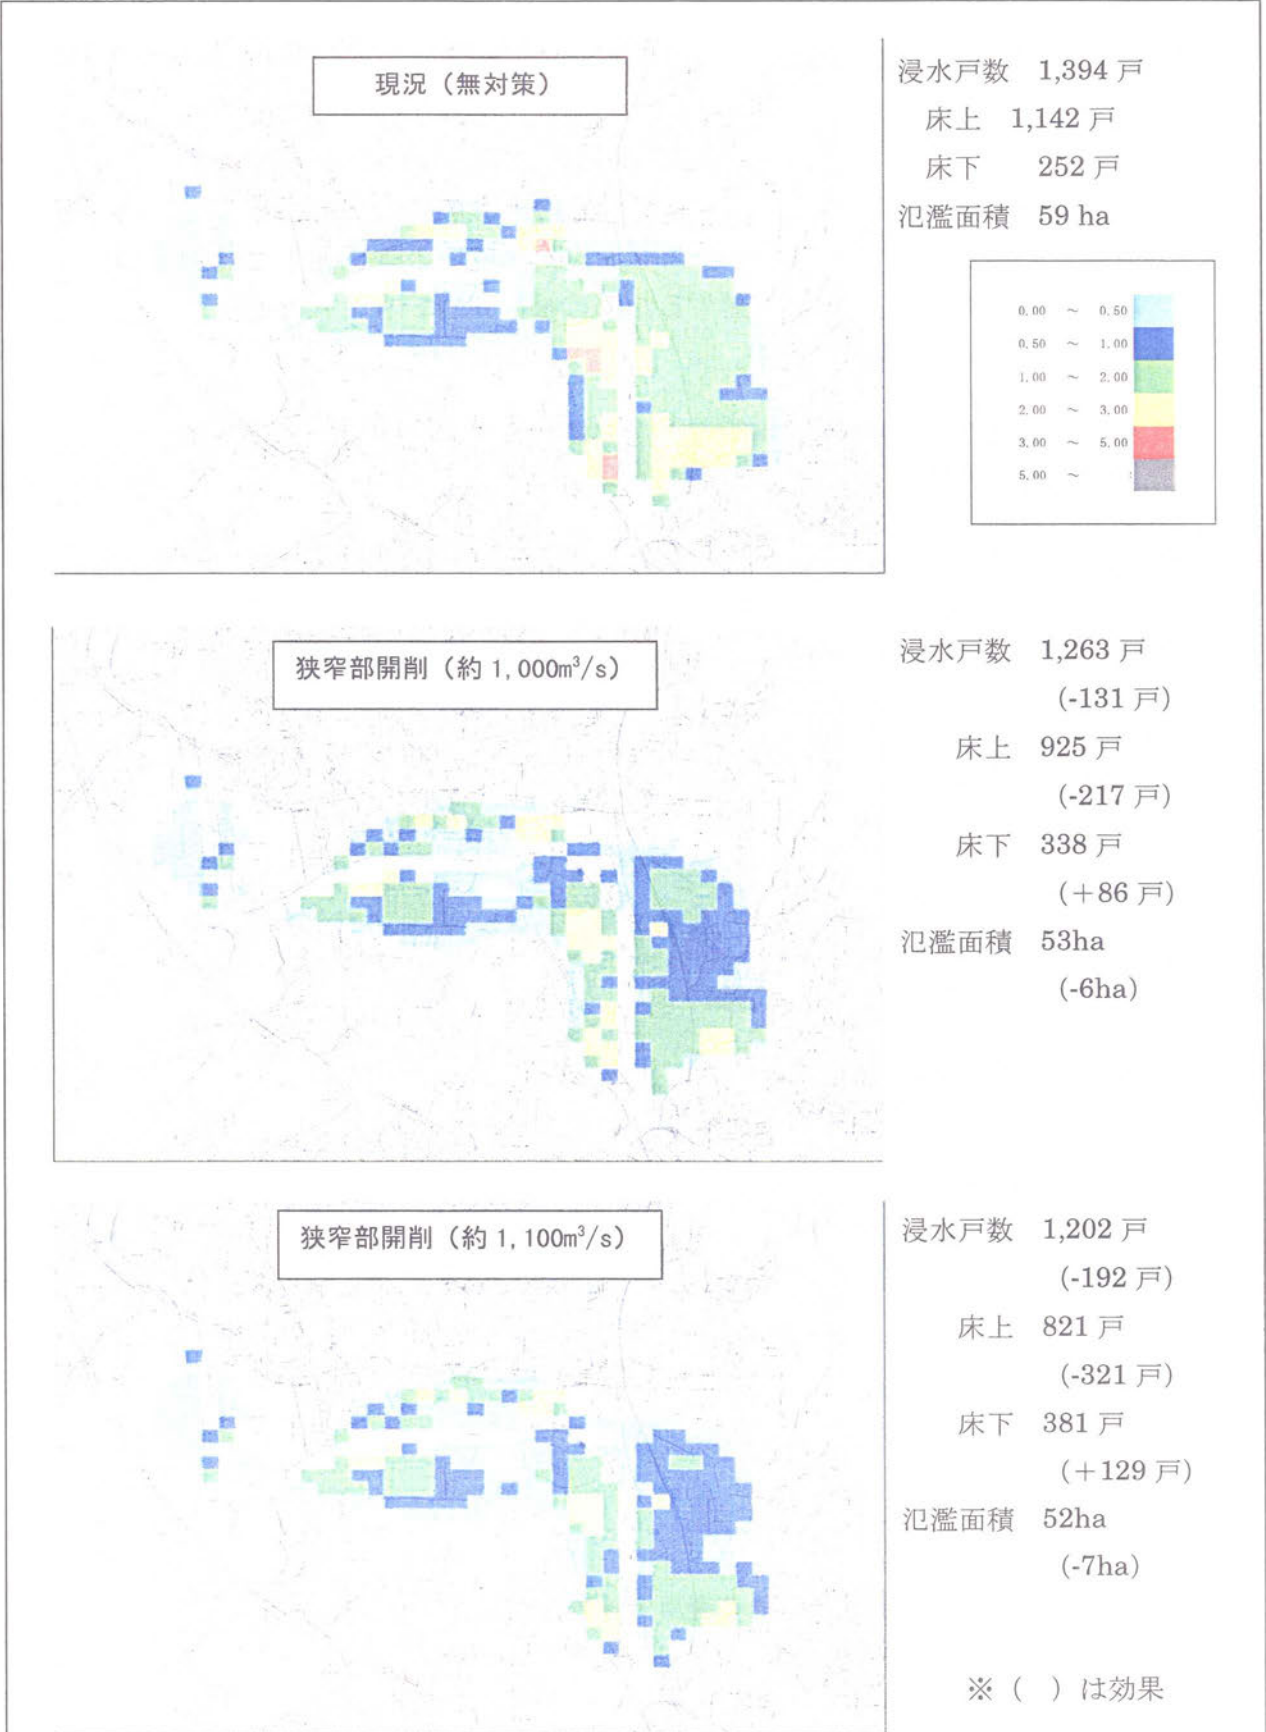 現況（無対策）
浸水戸数 1,394 戸
床上 1,142 戸
床下 252 戸
氾濫面積 59 ha
0.00 ～ 0.50
0.50 ～ 1.00
1.00 ～ 2.00
2.00 ～ 3.00
3.00 ～ 5.00
5.00 ～
狭窄部開削（約 1,000m³/s）
浸水戸数 1,263 戸
(-131 戸)
床上 925 戸
(-217 戸)
床下 338 戸
(+86 戸)
氾濫面積 53ha
(-6ha)
狭窄部開削（約 1,100m³/s）
浸水戸数 1,202 戸
(-192 戸)
床上 821 戸
(-321 戸)
床下 381 戸
(+129 戸)
氾濫面積 52ha
(-7ha)
※（ ）は効果